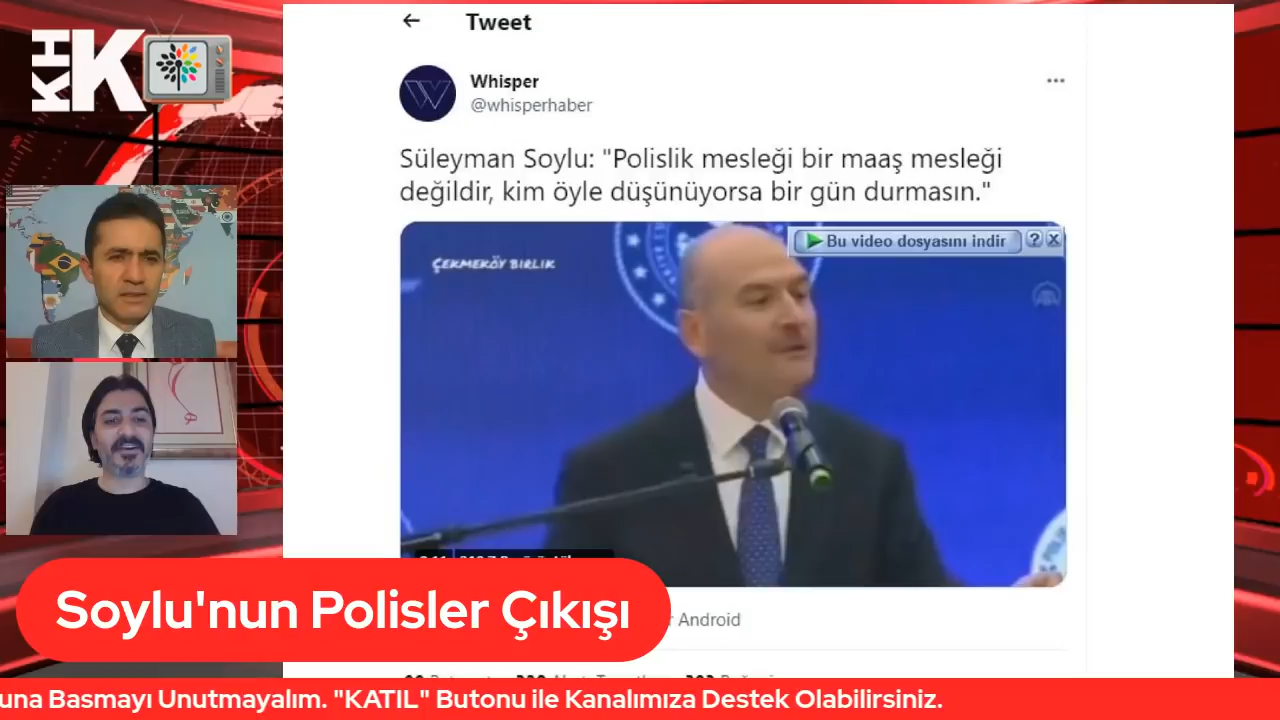 KHK
Tweet
Whisper
@whisperhaber
Süleyman Soylu: "Polislik mesleği bir maaş mesleği
değildir, kim öyle düşünüyorsa bir gün durmasın."
Bu video dosyasını indir
ÇEKMEKÖY BIRLIK
Soylu'nun Polisler Çıkışı
Android
una Basmayı Unutmayalım. "KATIL" Butonu ile Kanalımıza Destek Olabilirsiniz.